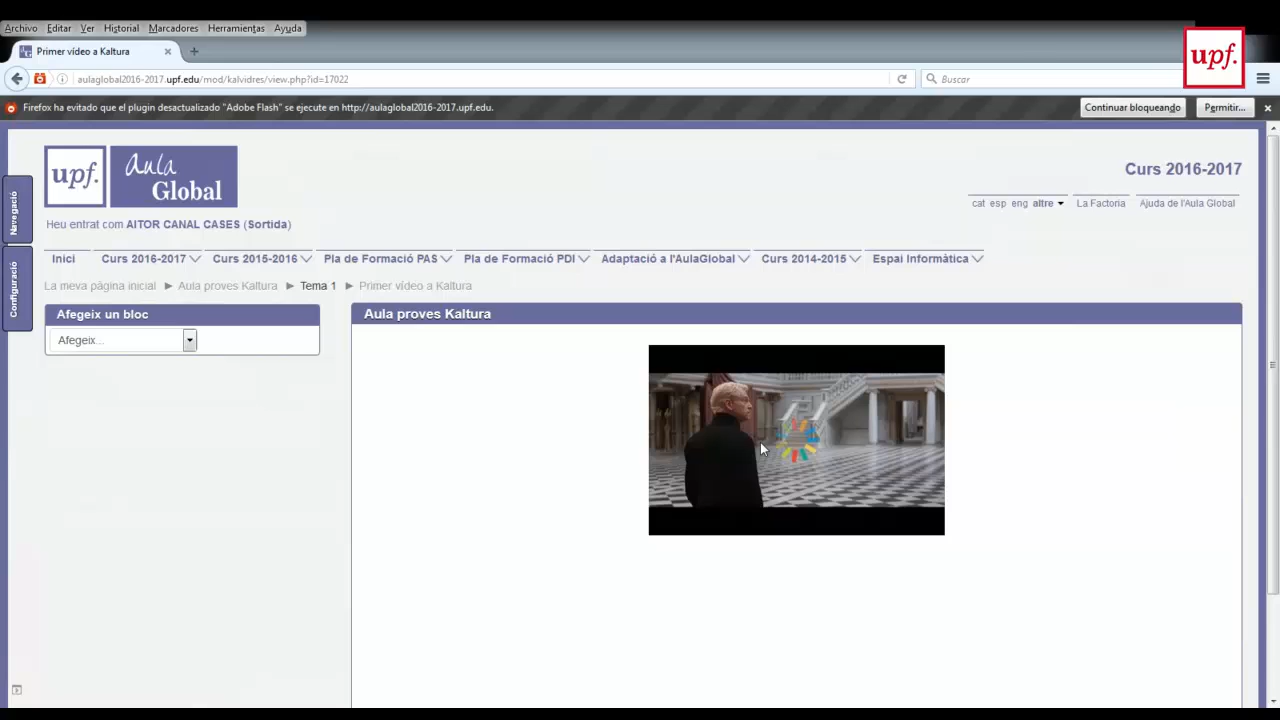 Archivo Editar Ver Historial Marcadores Herramientas Ayuda
Primer vídeo a Kaltura
upf.
aulaglobal2016-2017.upf.edu/mod/kalvidres/view.php?id=17022
Buscar
Firefox ha evitado que el plugin desactualizado "Adobe Flash" se ejecute en http://aulaglobal2016-2017.upf.edu.
Continuar bloqueando
Permitir...
upf.
Aula
Global
Curs 2016-2017
cat esp eng altre
La Factoria
Ajuda de l'Aula Global
Navegació
Heu entrat com AITOR CANAL CASES (Sortida)
Inici Curs 2016-2017 Curs 2015-2016 Pla de Formació PAS Pla de Formació PDI Adaptació a l'AulaGlobal Curs 2014-2015 Espai Informàtica
Configuració
La meva pàgina inicial ► Aula proves Kaltura ► Tema 1 ► Primer vídeo a Kaltura
Afegeix un bloc
Afegeix...
Aula proves Kaltura